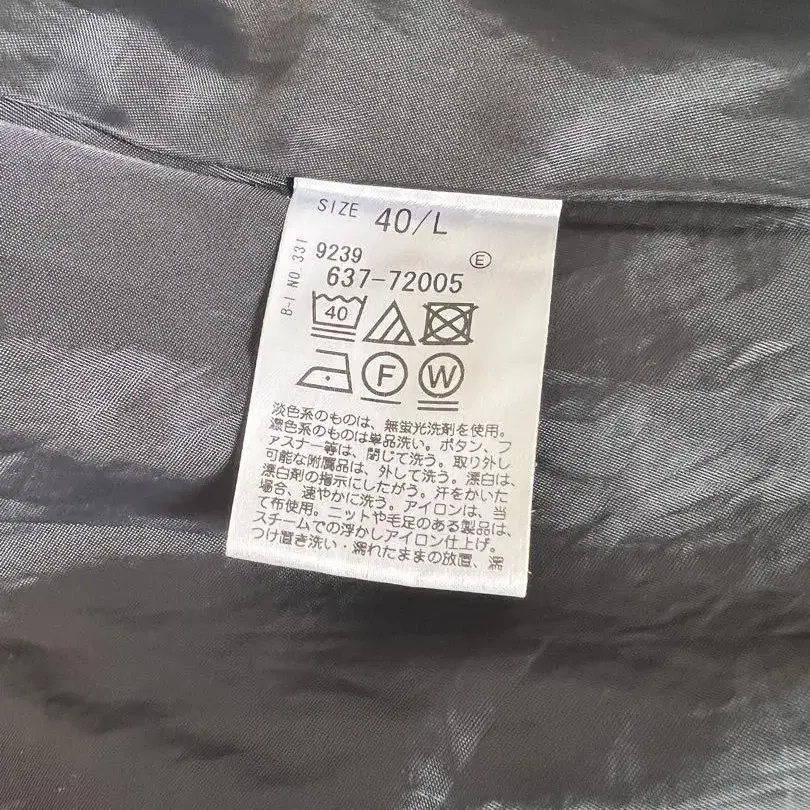 SIZE 40/L
B-I NO.331
9239 E
637-72005
40
F W
淡色系のものは、無蛍光洗剤を使用。
濃色系のものは単品洗い。ボタン、フ
ァスナー等は、閉じて洗う。取り外し
可能な附属品は、外して洗う。漂白は、
漂白剤の指示にしたがう。汗をかいた
場合、速やかに洗う。アイロンは、当
て布使用。ニットや毛足のある製品は、
スチームでの浮かしアイロン仕上げ。
つけ置き洗い・濡れたままの放置、